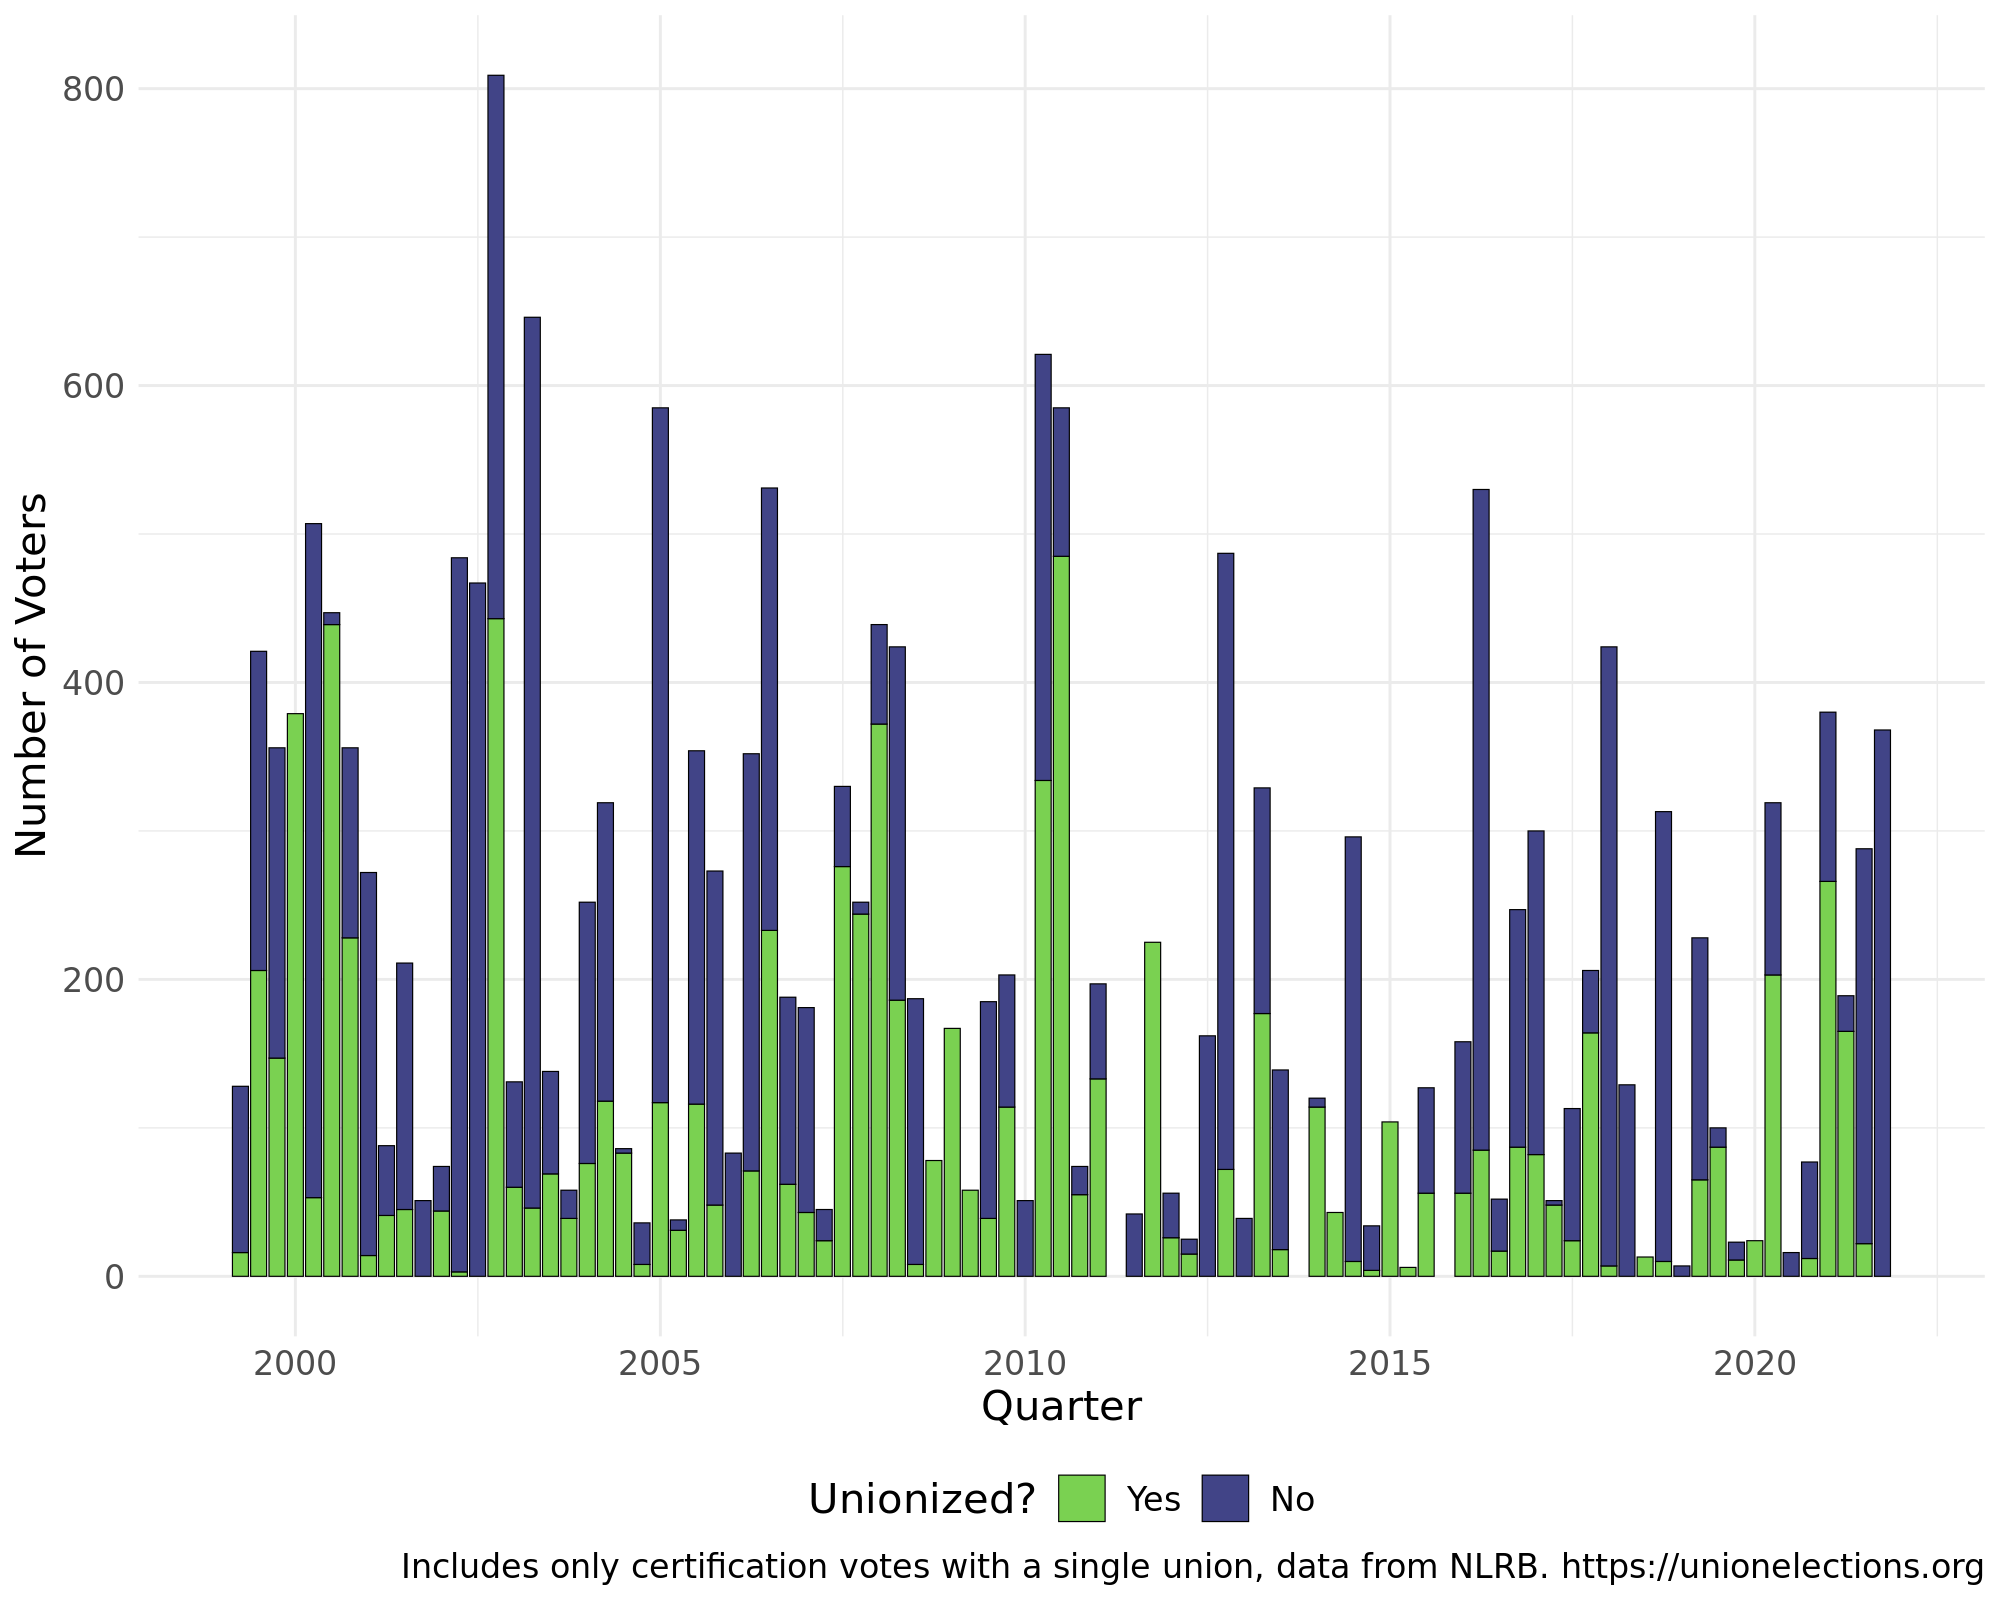 800
600
400
200
0
Number of Voters
2000 2005 2010 2015 2020
Quarter
Unionized? Yes No
Includes only certification votes with a single union, data from NLRB. https://unionelections.org